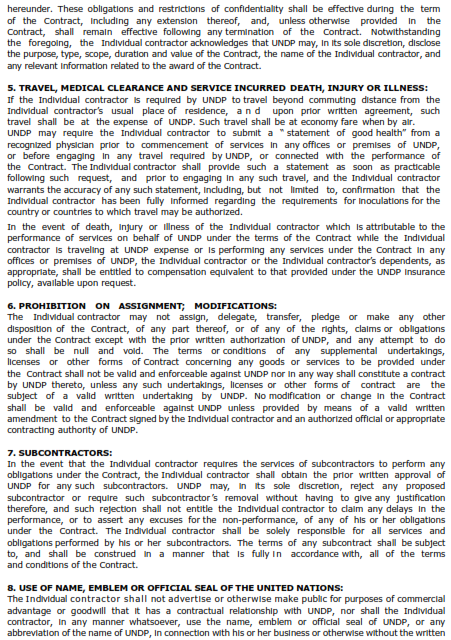 hereunder. These obligations and restrictions of confidentiality shall be effective during the term
of the Contract, including any extension thereof, and, unless otherwise provided in the
Contract, shall remain effective following any termination of the Contract. Notwithstanding
the foregoing, the Individual contractor acknowledges that UNDP may, in its sole discretion, disclose
the purpose, type, scope, duration and value of the Contract, the name of the Individual contractor, and
any relevant information related to the award of the Contract.
5. TRAVEL, MEDICAL CLEARANCE AND SERVICE INCURRED DEATH, INJURY OR ILLNESS:
If the Individual contractor is required by UNDP to travel beyond commuting distance from the
Individual contractor's usual place of residence, a n d upon prior written agreement, such
travel shall be at the expense of UNDP. Such travel shall be at economy fare when by air.
UNDP may require the Individual contractor to submit a " statement of good health" from a
recognized physician prior to commencement of services in any offices or premises of UNDP,
or before engaging in any travel required by UNDP, or connected with the performance of
the Contract. The Individual contractor shall provide such a statement as soon as practicable
following such request, and prior to engaging in any such travel, and the Individual contractor
warrants the accuracy of any such statement, including, but not limited to, confirmation that the
Individual contractor has been fully informed regarding the requirements for inoculations for the
country or countries to which travel may be authorized.
In the event of death, injury or illness of the Individual contractor which is attributable to the
performance of services on behalf of UNDP under the terms of the Contract while the Individual
contractor is traveling at UNDP expense or is performing any services under the Contract in any
offices or premises of UNDP, the Individual contractor or the Individual contractor's dependents, as
appropriate, shall be entitled to compensation equivalent to that provided under the UNDP insurance
policy, available upon request.
6. PROHIBITION ON ASSIGNMENT; MODIFICATIONS:
The Individual contractor may not assign, delegate, transfer, pledge or make any other
disposition of the Contract, of any part thereof, or of any of the rights, claims or obligations
under the Contract except with the prior written authorization of UNDP, and any attempt to do
so shall be null and void. The terms or conditions of any supplemental undertakings,
licenses or other forms of Contract concerning any goods or services to be provided under
the Contract shall not be valid and enforceable against UNDP nor in any way shall constitute a contract
by UNDP thereto, unless any such undertakings, licenses or other forms of contract are the
subject of a valid written undertaking by UNDP. No modification or change in the Contract
shall be valid and enforceable against UNDP unless provided by means of a valid written
amendment to the Contract signed by the Individual contractor and an authorized official or appropriate
contracting authority of UNDP.
7. SUBCONTRACTORS:
In the event that the Individual contractor requires the services of subcontractors to perform any
obligations under the Contract, the Individual contractor shall obtain the prior written approval of
UNDP for any such subcontractors. UNDP may, in its sole discretion, reject any proposed
subcontractor or require such subcontractor's removal without having to give any justification
therefore, and such rejection shall not entitle the Individual contractor to claim any delays in the
performance, or to assert any excuses for the non-performance, of any of his or her obligations
under the Contract. The Individual contractor shall be solely responsible for all services and
obligations performed by his or her subcontractors. The terms of any subcontract shall be subject
to, and shall be construed in a manner that is fully in accordance with, all of the terms
and conditions of the Contract.
8. USE OF NAME, EMBLEM OR OFFICIAL SEAL OF THE UNITED NATIONS:
The Individual contractor shall not advertise or otherwise make public for purposes of commercial
advantage or goodwill that it has a contractual relationship with UNDP, nor shall the Individual
contractor, in any manner whatsoever, use the name, emblem or official seal of UNDP, or any
abbreviation of the name of UNDP, in connection with his or her business or otherwise without the written